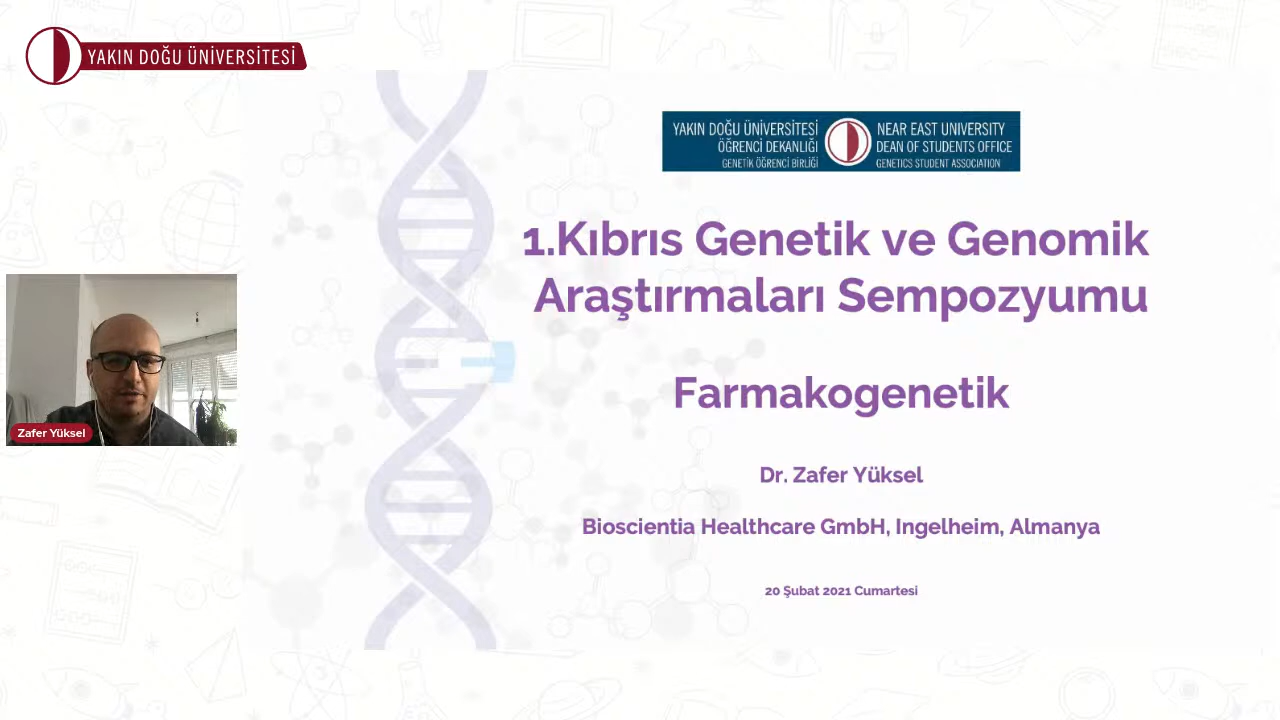 YAKIN DOĞU ÜNİVERSİTESİ
YAKIN DOĞU ÜNİVERSİTESİ
ÖĞRENCİ DEKANLIĞI
GENETİK ÖĞRENCİ BİRLİĞİ
NEAR EAST UNIVERSITY
DEAN OF STUDENTS OFFICE
GENETICS STUDENT ASSOCIATION
1.Kıbrıs Genetik ve Genomik
Araştırmaları Sempozyumu
Farmakogenetik
Zafer Yüksel
Dr. Zafer Yüksel
Bioscientia Healthcare GmbH, Ingelheim, Almanya
20 Şubat 2021 Cumartesi